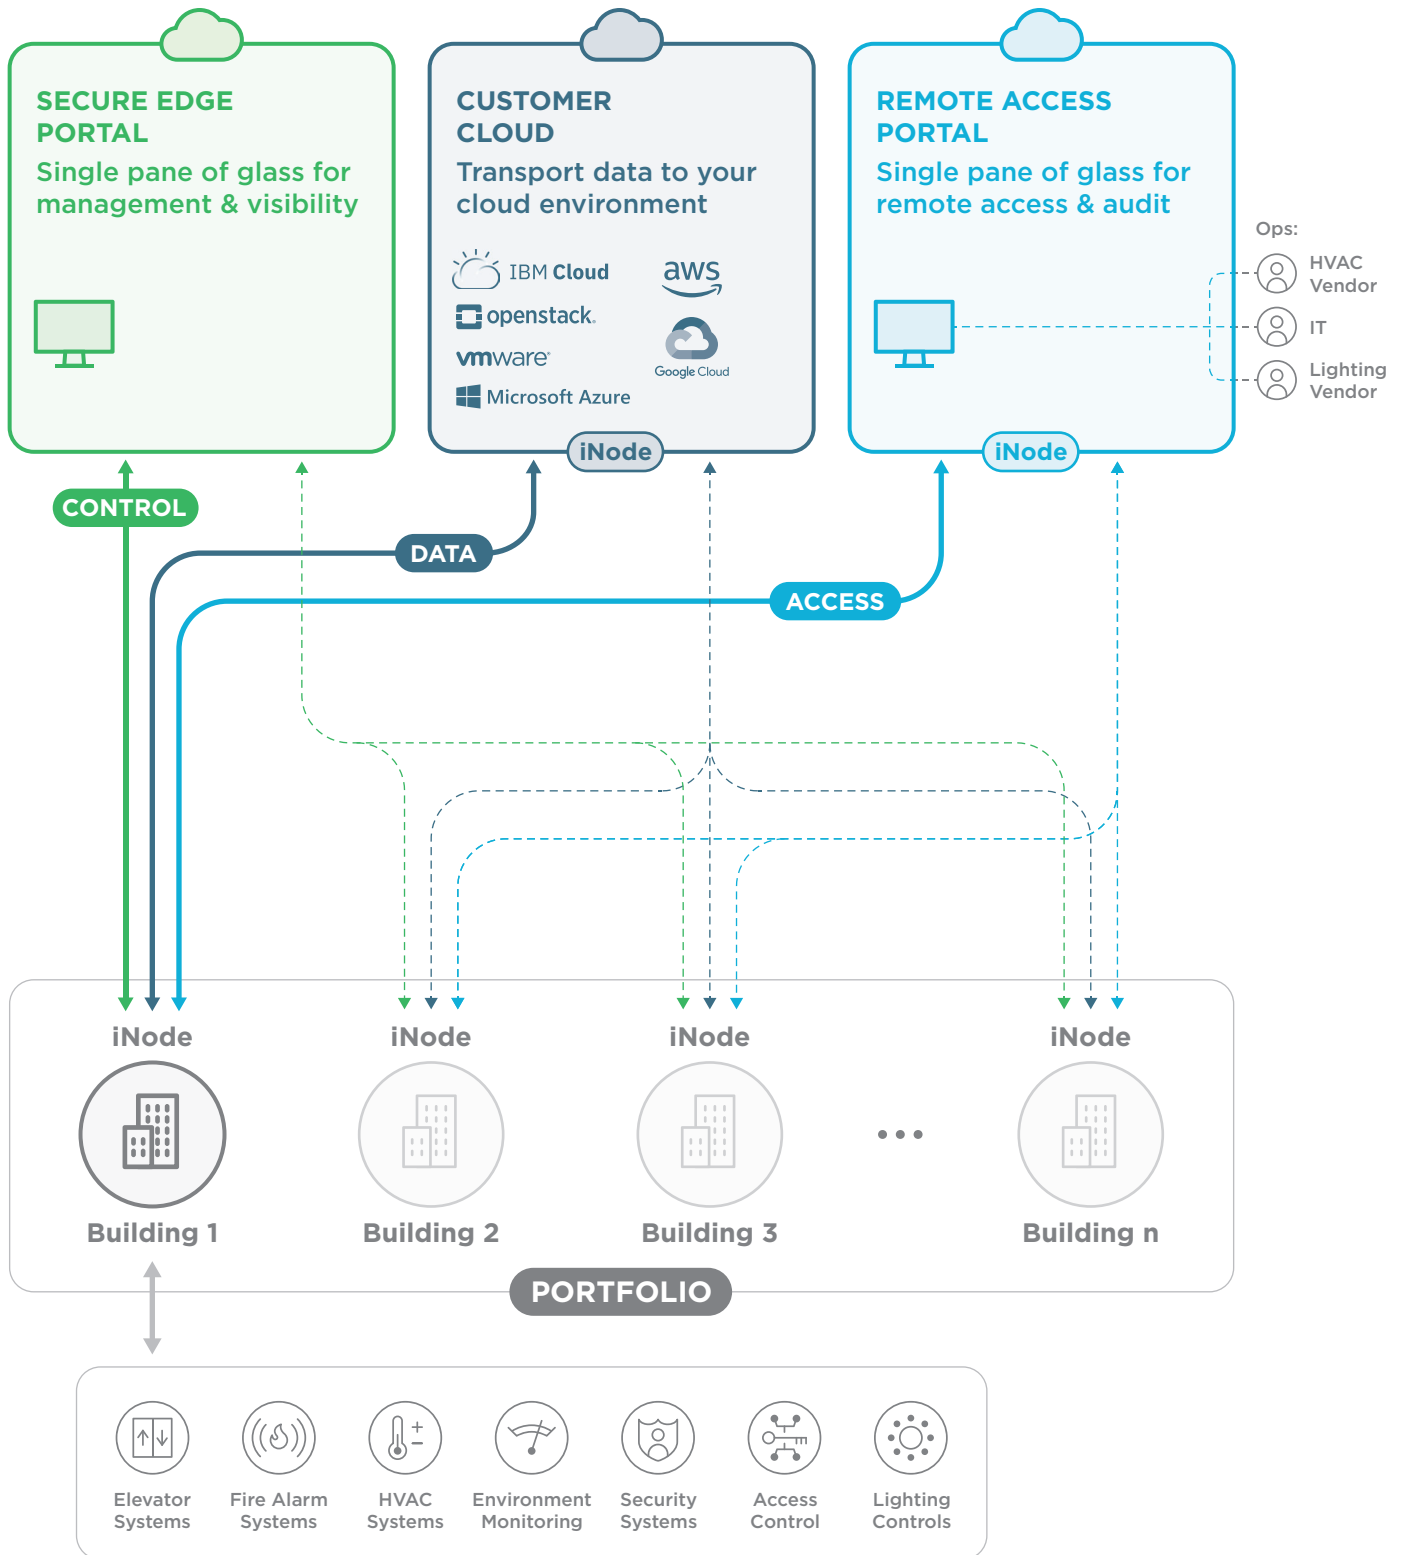 SECURE EDGE
PORTAL
Single pane of glass for
management & visibility
CUSTOMER
CLOUD
Transport data to your
cloud environment
IBM Cloud
aws
openstack.
vmware®
Google Cloud
Microsoft Azure
iNode
REMOTE ACCESS
PORTAL
Single pane of glass for
remote access & audit
iNode
Ops:
HVAC
Vendor
IT
Lighting
Vendor
CONTROL
DATA
ACCESS
iNode
iNode
iNode
iNode
Building 1
Building 2
Building 3
Building n
PORTFOLIO
Elevator
Systems
Fire Alarm
Systems
HVAC
Systems
Environment
Monitoring
Security
Systems
Access
Control
Lighting
Controls